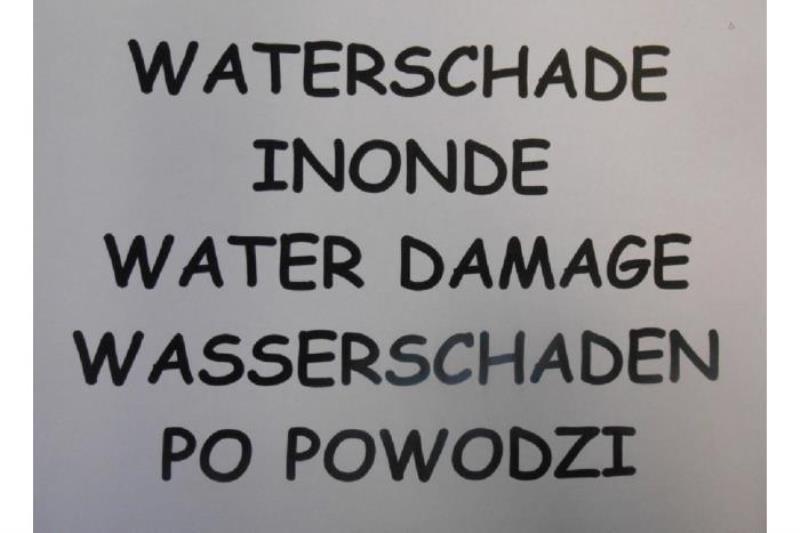 WATERSCHADE
INONDE
WATER DAMAGE
WASSERSCHADEN
PO POWODZI